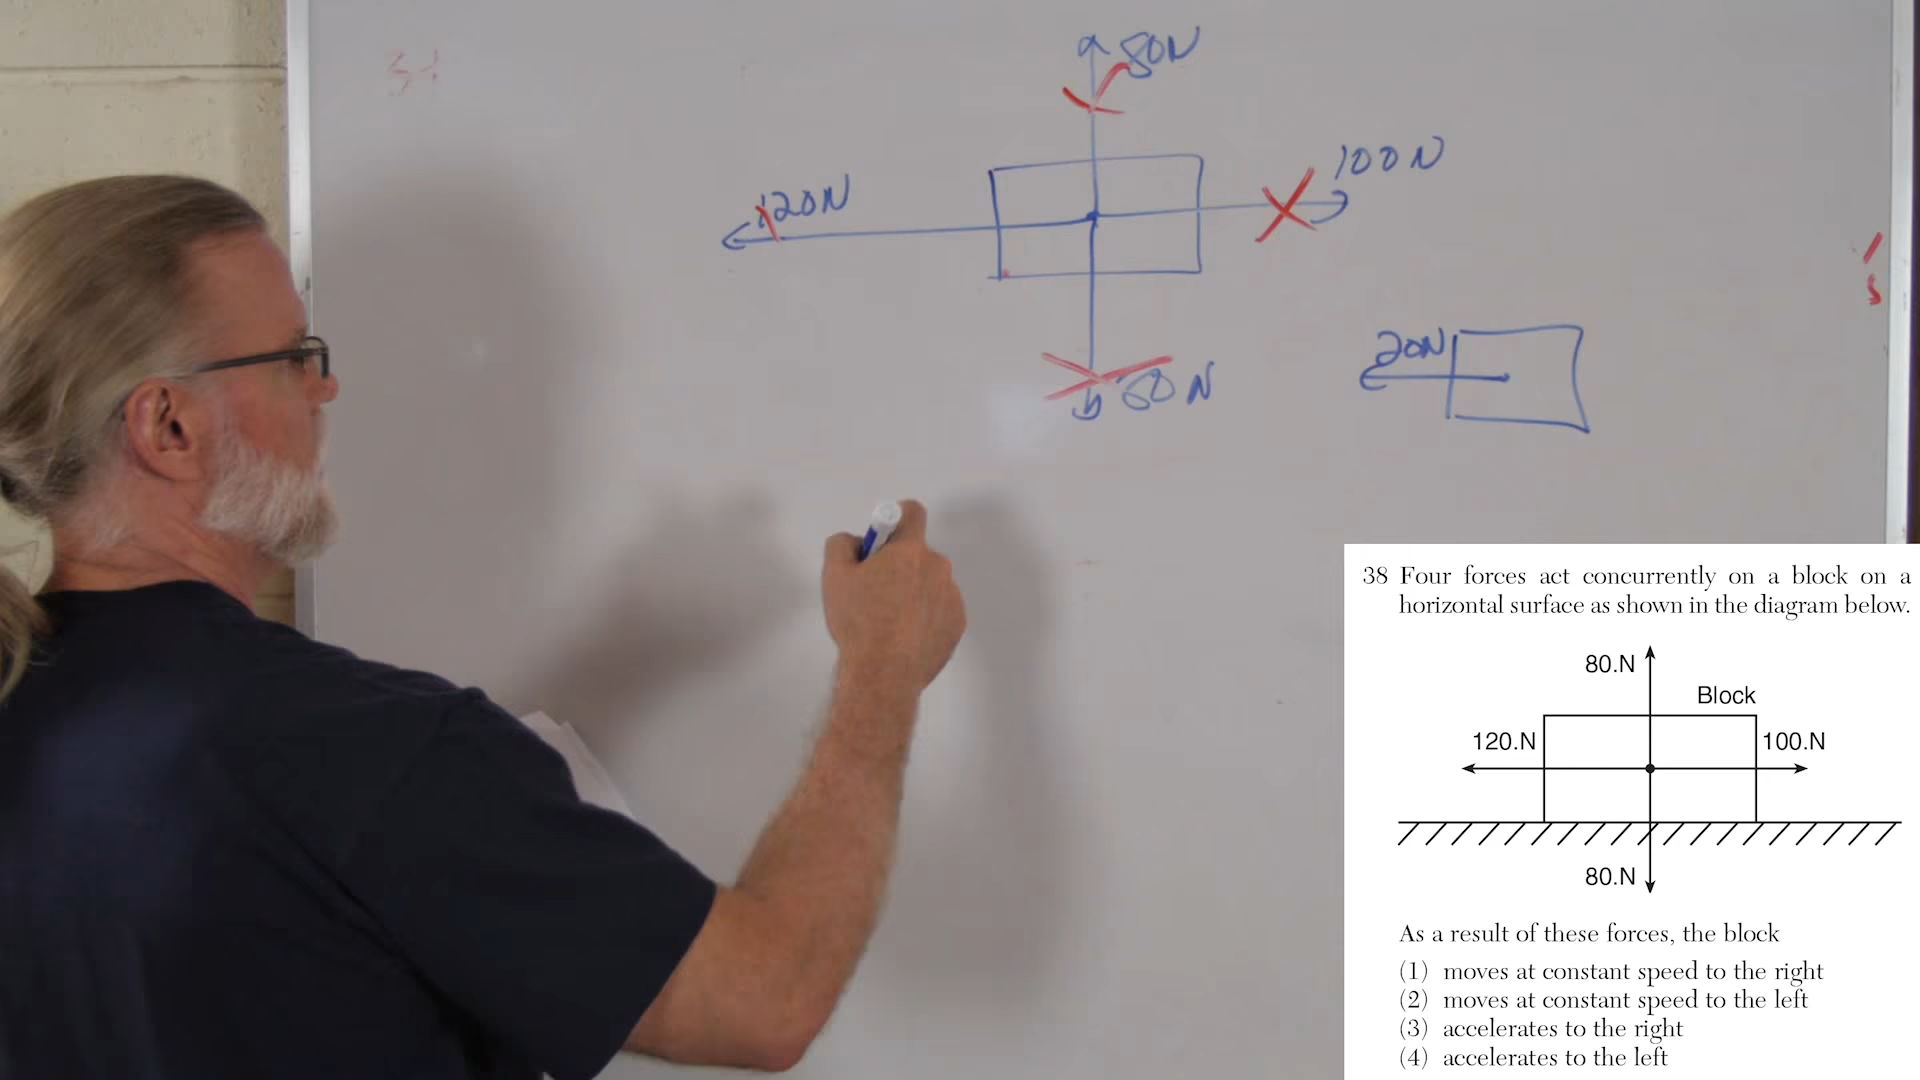 80N
100N
120N
20N
80N
38 Four forces act concurrently on a block on a
horizontal surface as shown in the diagram below.
80.N
Block
120.N
100.N
80.N
As a result of these forces, the block
(1) moves at constant speed to the right
(2) moves at constant speed to the left
(3) accelerates to the right
(4) accelerates to the left